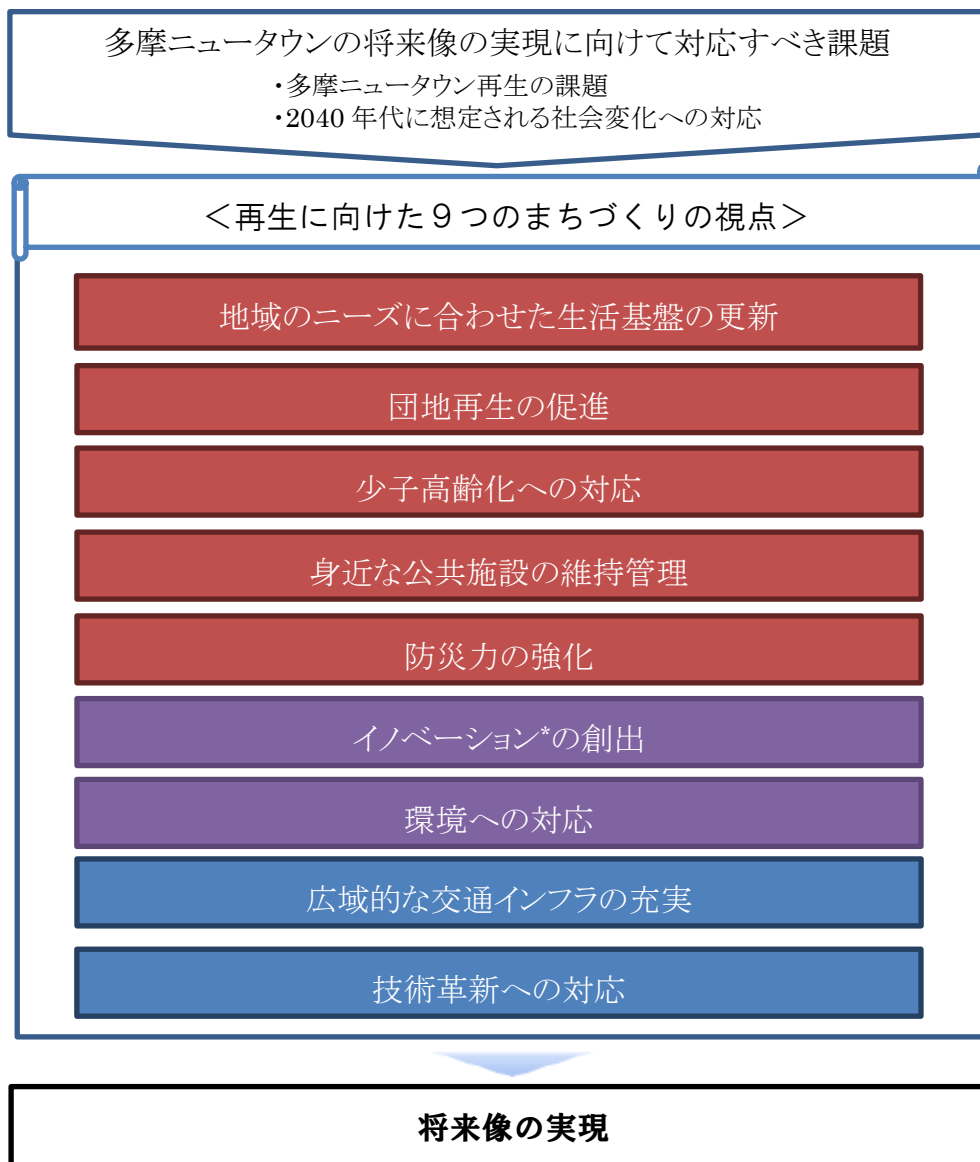 多摩ニュータウンの将来像の実現に向けて対応すべき課題
・多摩ニュータウン再生の課題
・2040 年代に想定される社会変化への対応
＜再生に向けた９つのまちづくりの視点＞
地域のニーズに合わせた生活基盤の更新
団地再生の促進
少子高齢化への対応
身近な公共施設の維持管理
防災力の強化
イノベーション*の創出
環境への対応
広域的な交通インフラの充実
技術革新への対応
将来像の実現